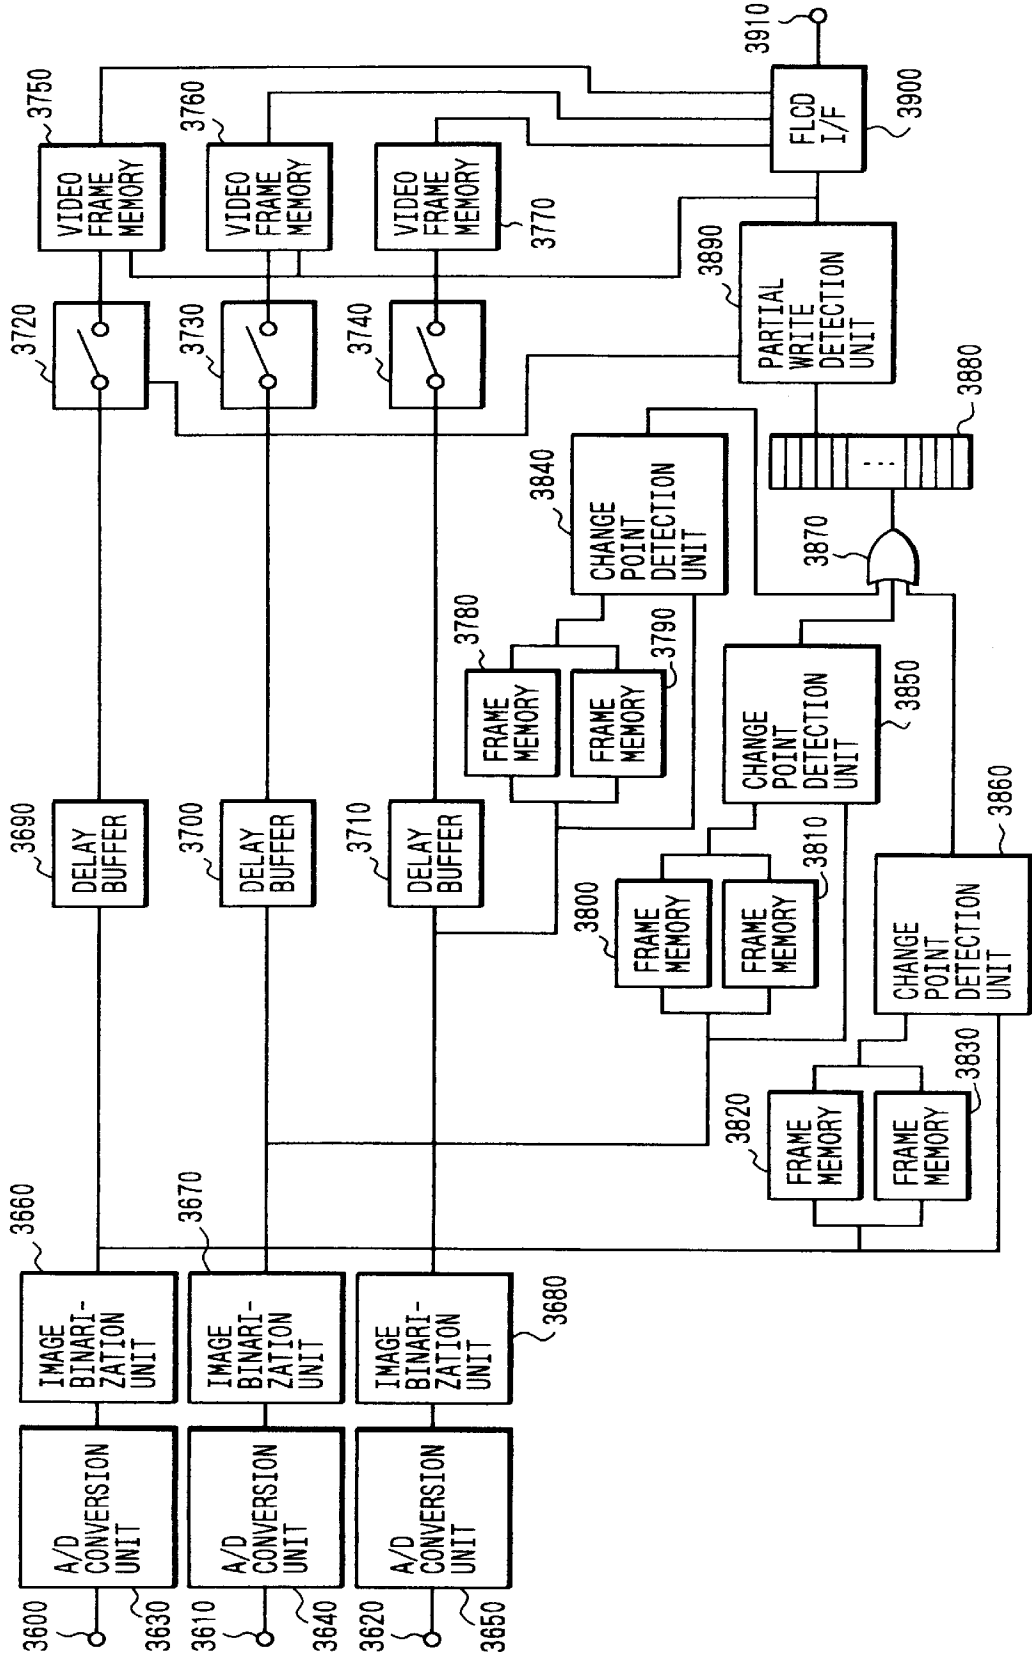 3600
3630
A/D
CONVERSION
UNIT
3660
IMAGE
BINARI-
ZATION
UNIT
3690
DELAY
BUFFER
3720
3750
VIDEO
FRAME
MEMORY
3610
3640
A/D
CONVERSION
UNIT
3670
IMAGE
BINARI-
ZATION
UNIT
3700
DELAY
BUFFER
3730
3760
VIDEO
FRAME
MEMORY
3620
3650
A/D
CONVERSION
UNIT
3680
IMAGE
BINARI-
ZATION
UNIT
3710
DELAY
BUFFER
3740
3770
VIDEO
FRAME
MEMORY
3780
FRAME
MEMORY
3790
FRAME
MEMORY
3840
CHANGE
POINT
DETECTION
UNIT
3800
FRAME
MEMORY
3810
FRAME
MEMORY
3850
CHANGE
POINT
DETECTION
UNIT
3820
FRAME
MEMORY
3830
FRAME
MEMORY
3860
CHANGE
POINT
DETECTION
UNIT
3870
3880
3890
PARTIAL
WRITE
DETECTION
UNIT
FLCD
I/F
3900
3910